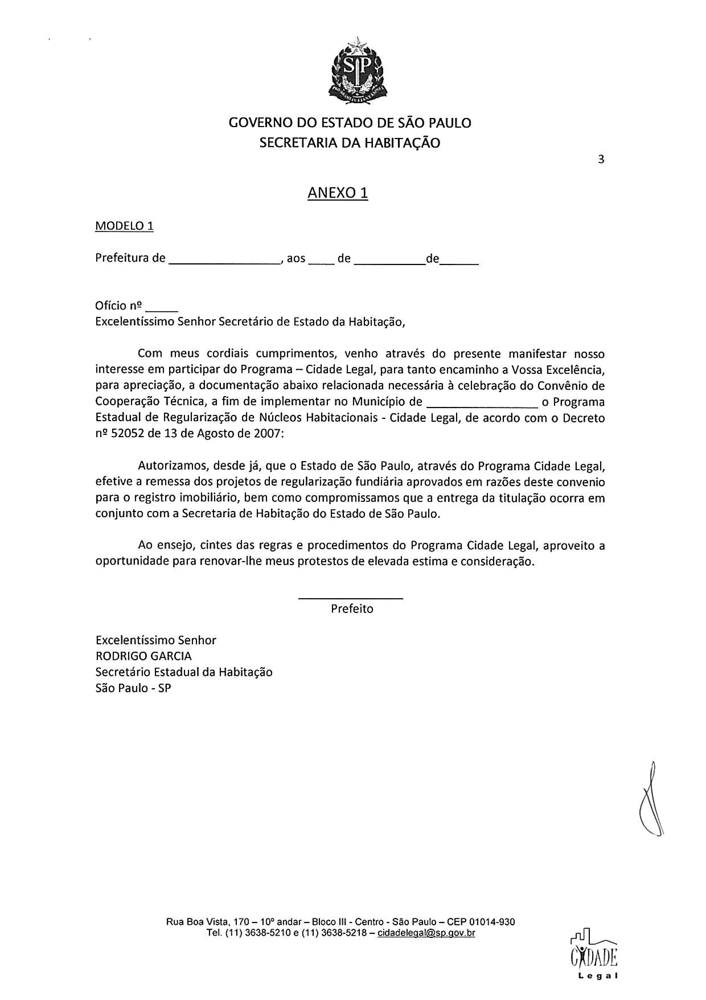 SP
GOVERNO DO ESTADO DE SÃO PAULO
SECRETARIA DA HABITAÇÃO
3
ANEXO 1
MODELO 1
Prefeitura de _________________, aos ____ de ___________de______
Ofício nº _____
Excelentíssimo Senhor Secretário de Estado da Habitação,
Com meus cordiais cumprimentos, venho através do presente manifestar nosso
interesse em participar do Programa – Cidade Legal, para tanto encaminho a Vossa Excelência,
para apreciação, a documentação abaixo relacionada necessária à celebração do Convênio de
Cooperação Técnica, a fim de implementar no Município de _________________ o Programa
Estadual de Regularização de Núcleos Habitacionais - Cidade Legal, de acordo com o Decreto
nº 52052 de 13 de Agosto de 2007:
Autorizamos, desde já, que o Estado de São Paulo, através do Programa Cidade Legal,
efetive a remessa dos projetos de regularização fundiária aprovados em razões deste convenio
para o registro imobiliário, bem como compromissamos que a entrega da titulação ocorra em
conjunto com a Secretaria de Habitação do Estado de São Paulo.
Ao ensejo, cintes das regras e procedimentos do Programa Cidade Legal, aproveito a
oportunidade para renovar-lhe meus protestos de elevada estima e consideração.
________________
Prefeito
Excelentíssimo Senhor
RODRIGO GARCIA
Secretário Estadual da Habitação
São Paulo - SP
Rua Boa Vista, 170 – 10º andar – Bloco III - Centro - São Paulo – CEP 01014-930
Tel. (11) 3638-5210 e (11) 3638-5218 – cidadelegal@sp.gov.br
CIDADE
Legal